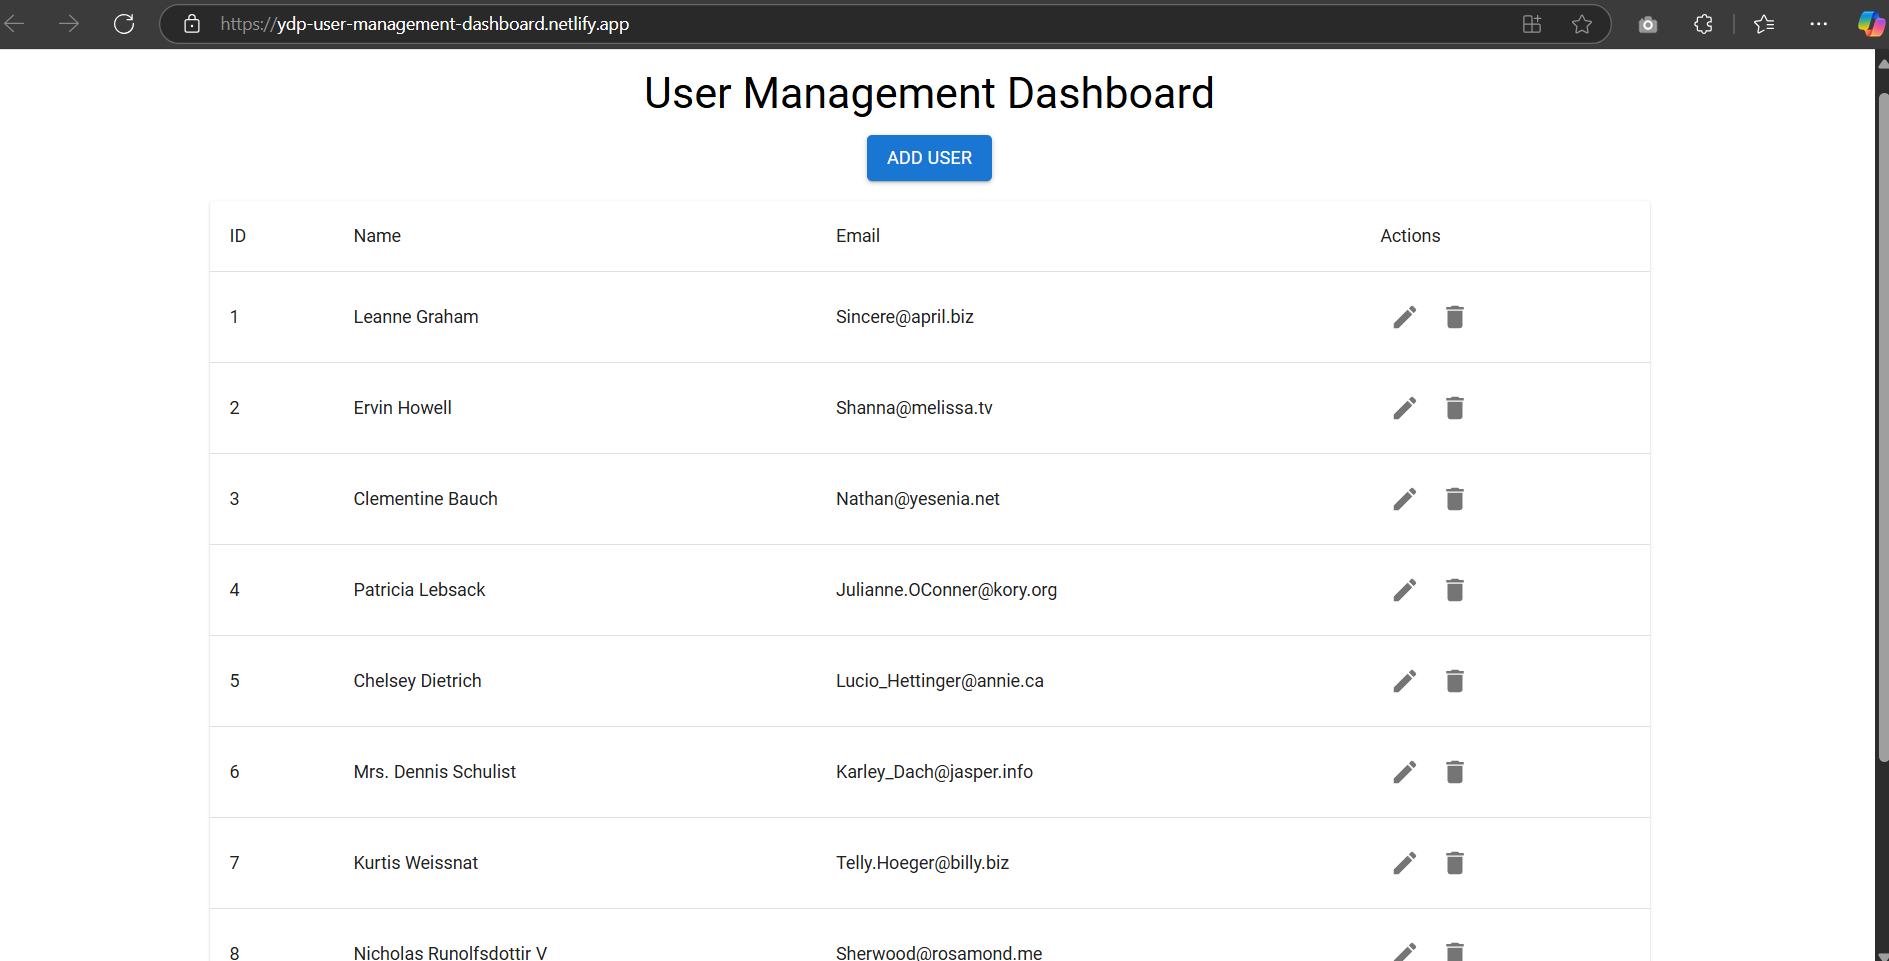 https://ydp-user-management-dashboard.netlify.app
User Management Dashboard
ADD USER
ID Name Email Actions
1 Leanne Graham Sincere@april.biz
2 Ervin Howell Shanna@melissa.tv
3 Clementine Bauch Nathan@yesenia.net
4 Patricia Lebsack Julianne.OConner@kory.org
5 Chelsey Dietrich Lucio_Hettinger@annie.ca
6 Mrs. Dennis Schulist Karley_Dach@jasper.info
7 Kurtis Weissnat Telly.Hoeger@billy.biz
8 Nicholas Runolfsdottir V Sherwood@rosamond.me